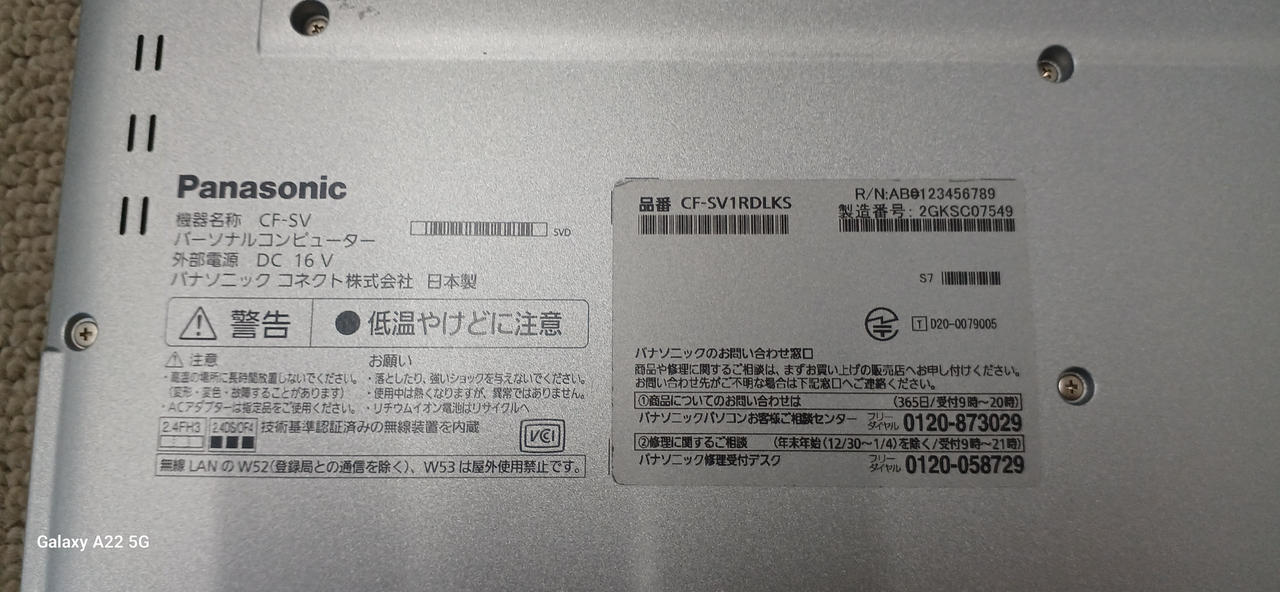 Panasonic
機器名称 CF-SV
パーソナルコンピューター
外部電源 DC 16 V
パナソニック コネクト株式会社 日本製
SVD
警告 ●低温やけどに注意
注意
・高温の場所に長時間放置しないでください。
(変形・変色・故障することがあります)
・ACアダプターは指定品をご使用ください。
お願い
・落としたり、強いショックを与えないでください。
・使用中は熱くなりますが、異常ではありません。
・リチウムイオン電池はリサイクルへ
2.4FH3 2.4DS/OF4 技術基準認証済みの無線装置を内蔵
VCI
無線 LAN の W52(登録局との通信を除く)、W53 は屋外使用禁止です。
品番 CF-SV1RDLKS
R/N:AB0123456789
製造番号: 2GKSC07549
S7
T D20-0079005
パナソニックのお問い合わせ窓口
商品や修理に関するご相談は、まずお買い上げの販売店へお申し付けください。
お問い合わせ先がご不明な場合は下記窓口へご連絡ください。
①商品についてのお問い合わせは (365日/受付9時〜20時)
パナソニックパソコンお客様ご相談センター フリーダイヤル 0120-873029
②修理に関するご相談 (年末年始(12/30〜1/4)を除く/受付9時〜21時)
パナソニック修理受付デスク フリーダイヤル 0120-058729
Galaxy A22 5G